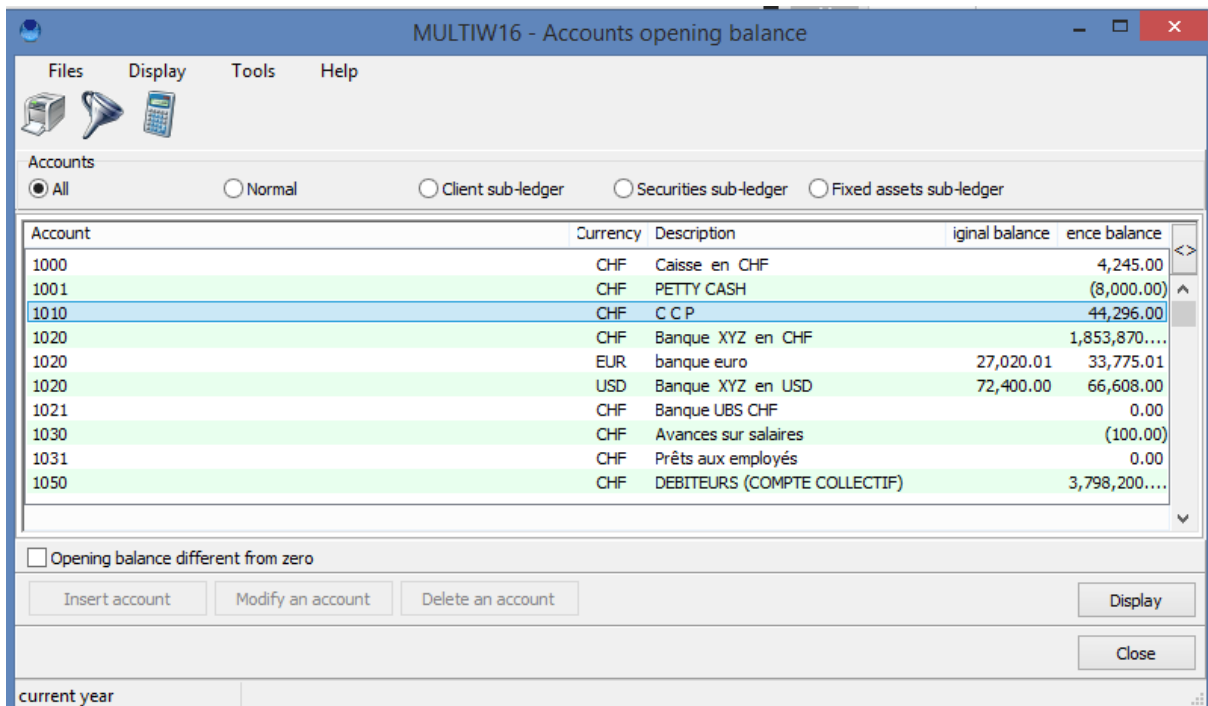 MULTIW16 - Accounts opening balance
Files Display Tools Help
Accounts
All Normal Client sub-ledger Securities sub-ledger Fixed assets sub-ledger
Account Currency Description iginal balance ence balance <>
1000 CHF Caisse en CHF 4,245.00
1001 CHF PETTY CASH (8,000.00)
1010 CHF C C P 44,296.00
1020 CHF Banque XYZ en CHF 1,853,870....
1020 EUR banque euro 27,020.01 33,775.01
1020 USD Banque XYZ en USD 72,400.00 66,608.00
1021 CHF Banque UBS CHF 0.00
1030 CHF Avances sur salaires (100.00)
1031 CHF Prêts aux employés 0.00
1050 CHF DEBITEURS (COMPTE COLLECTIF) 3,798,200....
Opening balance different from zero
Insert account Modify an account Delete an account Display
Close
current year